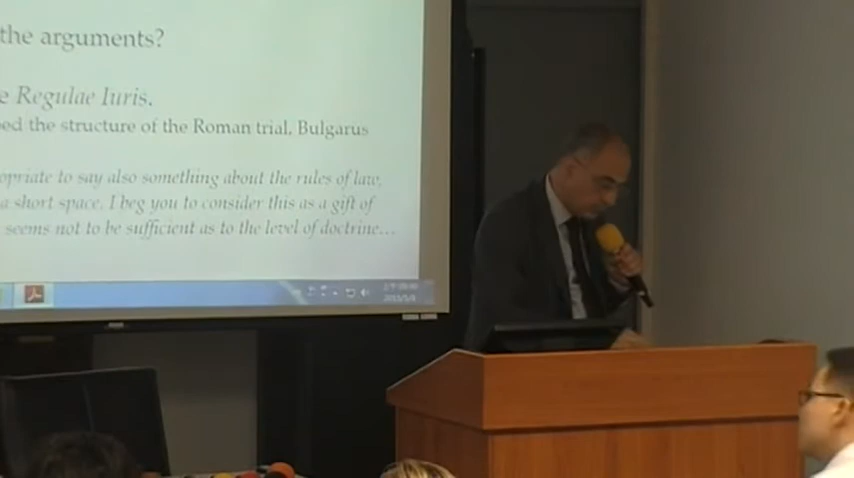 the arguments?
e Regulae Iuris.
ed the structure of the Roman trial, Bulgarus
opriate to say also something about the rules of law,
a short space, I beg you to consider this as a gift of
seems not to be sufficient as to the level of doctrine…